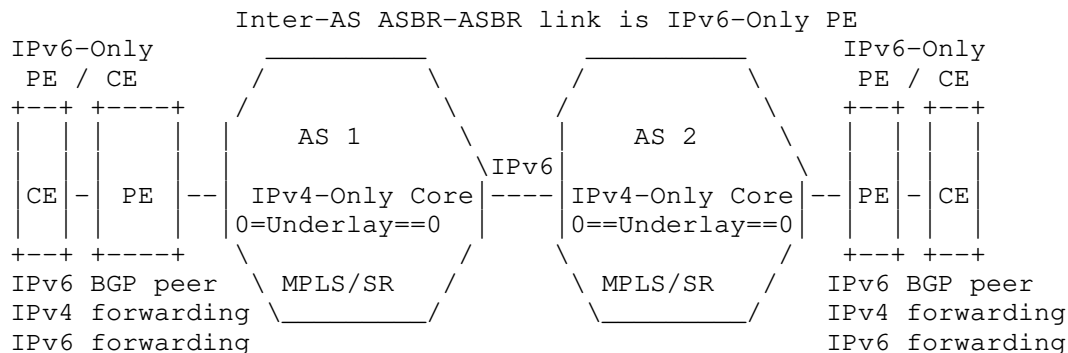 Inter-AS ASBR-ASBR link is IPv6-Only PE
IPv6-Only IPv6-Only
PE / CE PE / CE
AS 1 AS 2
IPv6
CE PE IPv4-Only Core IPv4-Only Core PE CE
0=Underlay==0 0==Underlay==0
IPv6 BGP peer MPLS/SR MPLS/SR IPv6 BGP peer
IPv4 forwarding IPv4 forwarding
IPv6 forwarding IPv6 forwarding